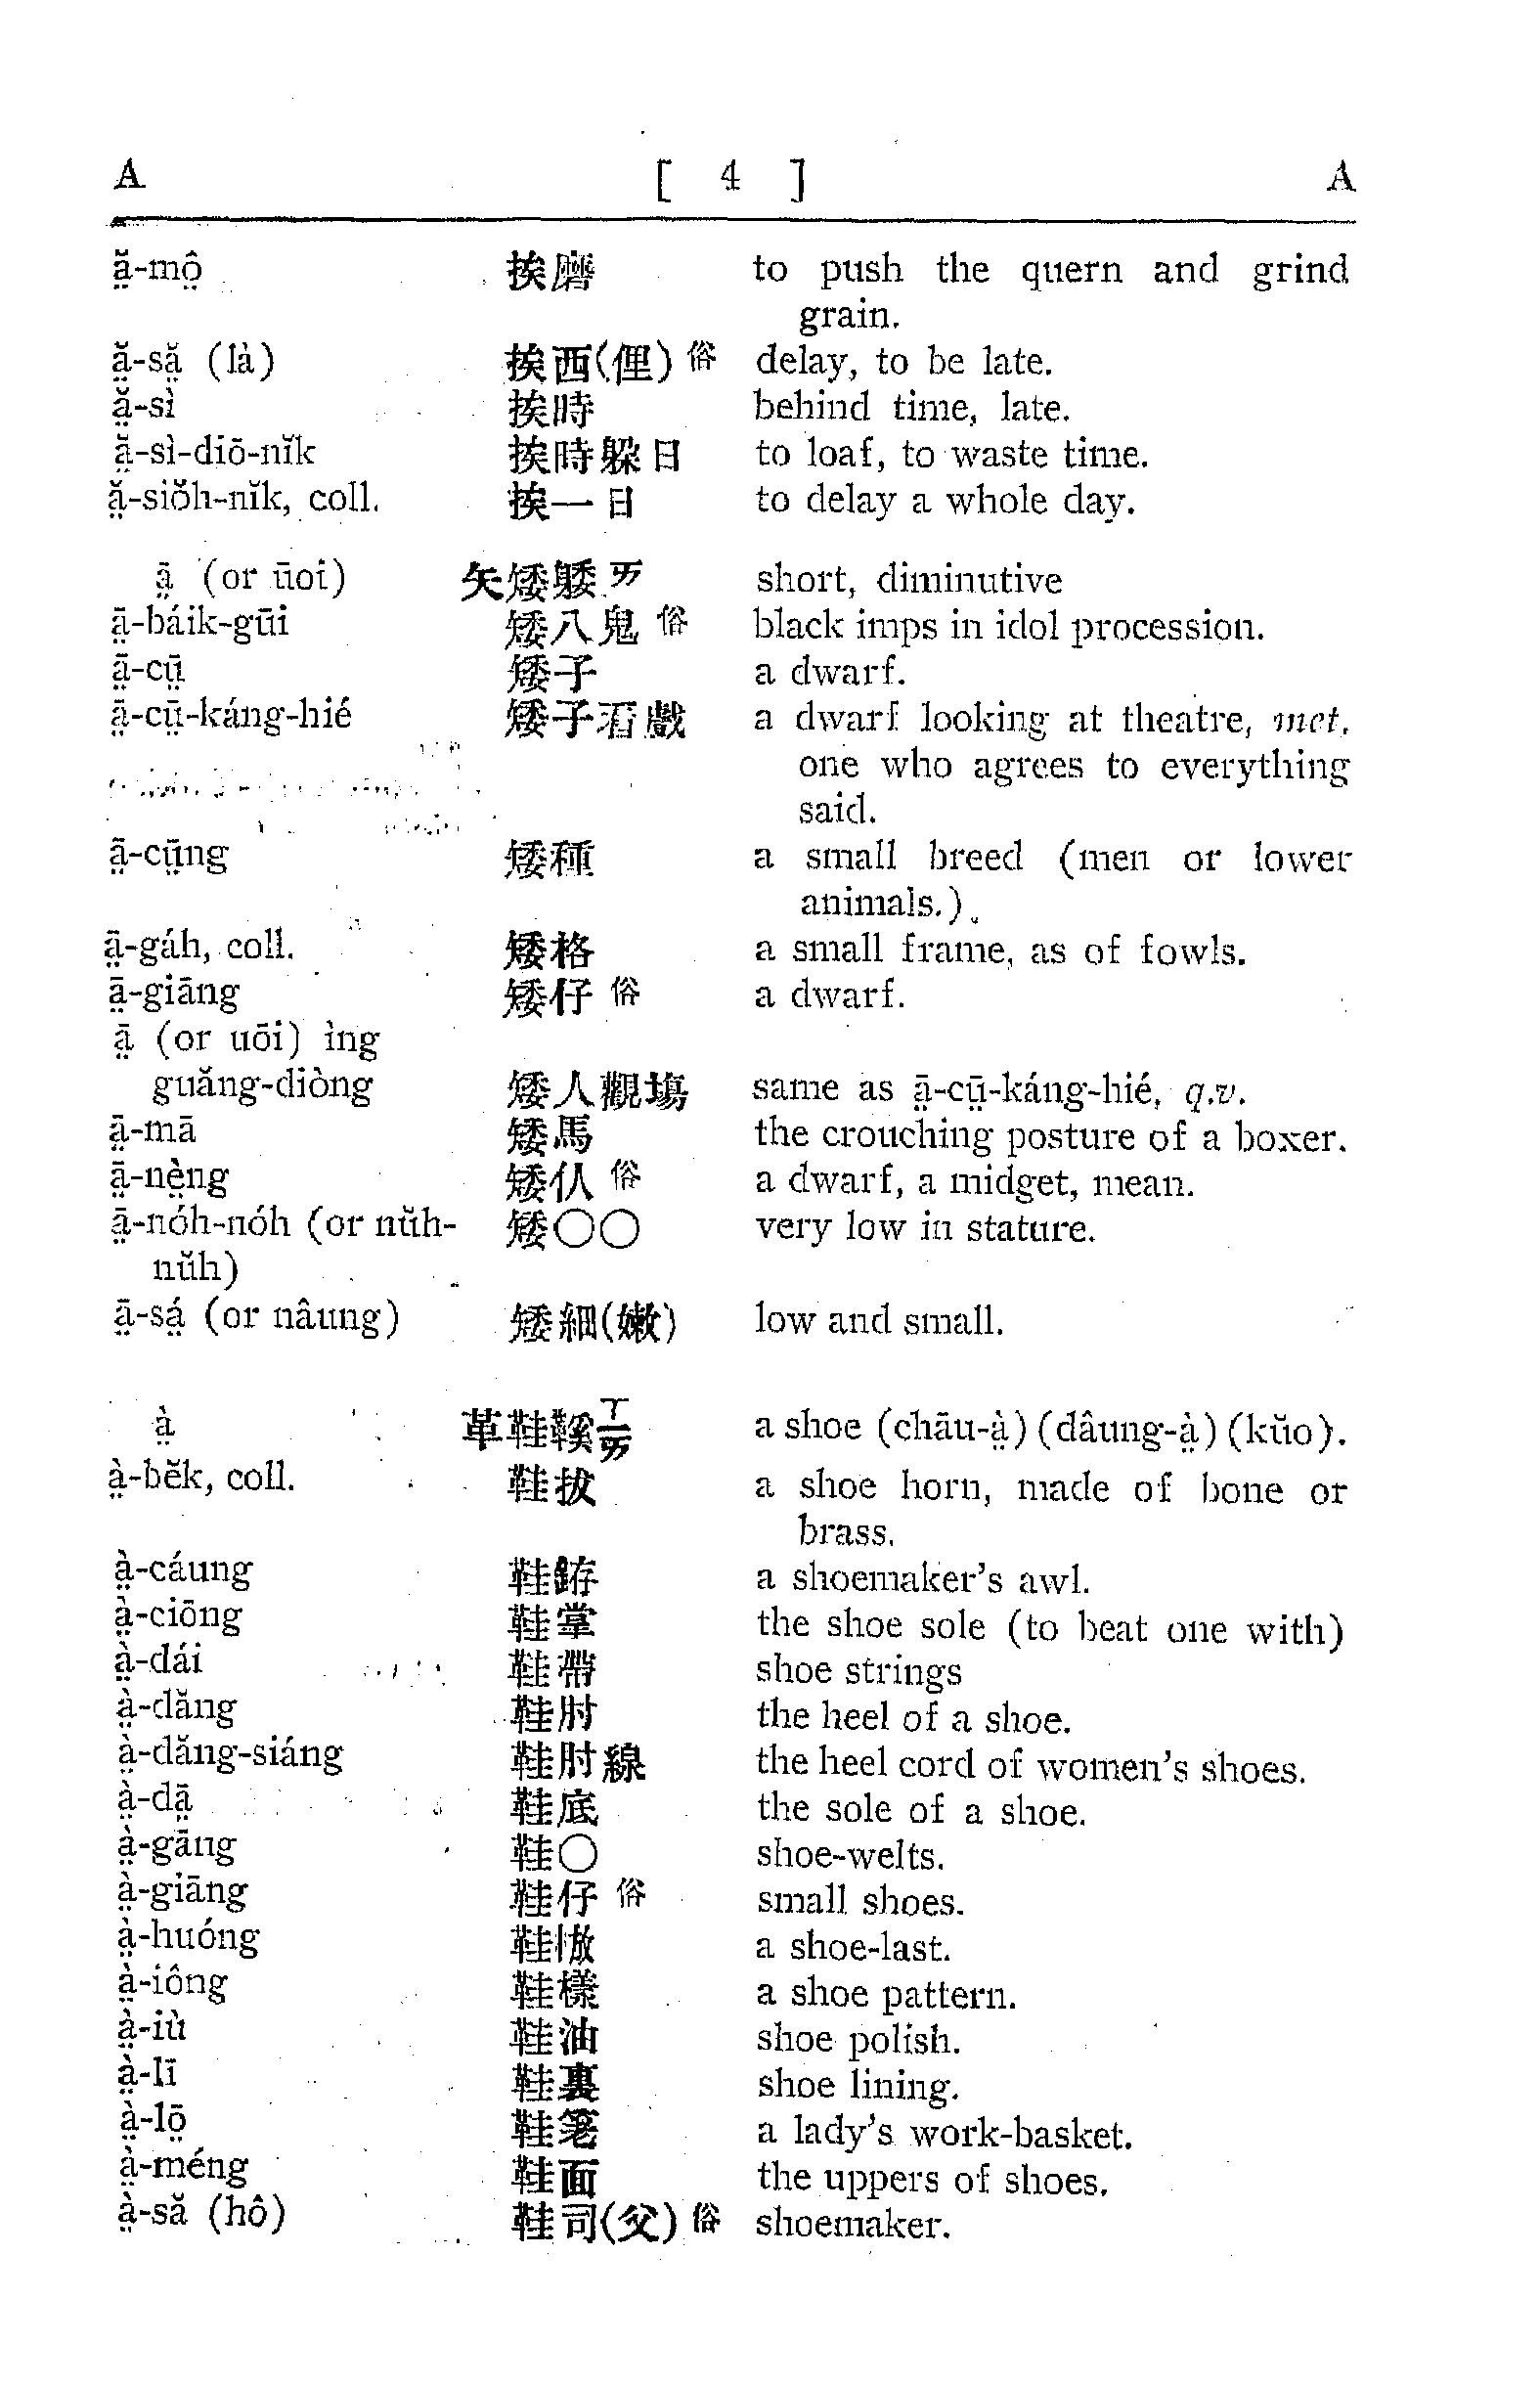 A [ 4 ] A
ă̤-mô̤ 挨磨 to push the quern and grind
grain.
ă̤-să̤ (là) 挨西(俚)俗 delay, to be late.
ă̤-sì 挨時 behind time, late.
ă̤-sì-diō-nĭk 挨時躲日 to loaf, to waste time.
ă̤-siŏh-nĭk, coll. 挨一日 to delay a whole day.
ā̤ (or ūoi) 矢矮躷ㄞ short, diminutive
ā̤-báik-gūi 矮八鬼俗 black imps in idol procession.
ā̤-cṳ̄ 矮子 a dwarf.
ā̤-cṳ̄-káng-hié 矮子看戲 a dwarf looking at theatre, met.
one who agrees to everything
said.
ā̤-cṳ̄ng 矮種 a small breed (men or lower
animals.)
ā̤-gáh, coll. 矮格 a small frame, as of fowls.
ā̤-giāng 矮仔俗 a dwarf.
ā̤ (or uōi) ìng
guăng-diòng 矮人觀場 same as ā̤-cṳ̄-káng-hié, q.v.
ā̤-mā 矮馬 the crouching posture of a boxer.
ā̤-nè̤ng 矮仈俗 a dwarf, a midget, mean.
ā̤-nóh-nóh (or nŭh- 矮〇〇 very low in stature.
nŭh)
ā̤-sá̤ (or nâung) 矮細(嫩) low and small.
à̤ 革鞋鞵ㄒㄧㄞ a shoe (chāu-à̤) (dâung-à̤) (kŭo).
à̤-bĕk, coll. 鞋拔 a shoe horn, made of bone or
brass.
à̤-cáung 鞋 a shoemaker's awl.
à̤-ciōng 鞋掌 the shoe sole (to beat one with)
à̤-dái 鞋帶 shoe strings
à̤-dăng 鞋肘 the heel of a shoe.
à̤-dăng-siáng 鞋肘線 the heel cord of women's shoes.
à̤-dā̤ 鞋底 the sole of a shoe.
à̤-gāng 鞋〇 shoe-welts.
à̤-giāng 鞋仔俗 small shoes.
à̤-huóng 鞋 a shoe-last.
à̤-iông 鞋樣 a shoe pattern.
à̤-iù 鞋油 shoe polish.
à̤-lī 鞋裏 shoe lining.
à̤-lō̤ 鞋 a lady's work-basket.
à̤-méng 鞋面 the uppers of shoes.
à̤-să (hô) 鞋司(父)俗 shoemaker.